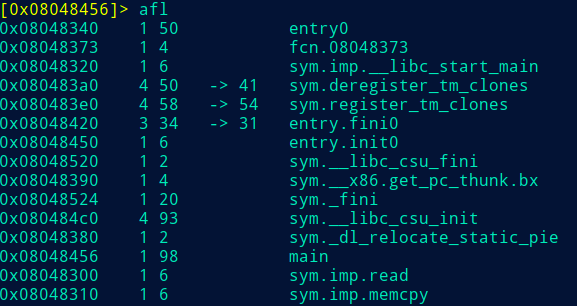 [0x08048456]> afl
0x08048340 1 50 entry0
0x08048373 1 4 fcn.08048373
0x08048320 1 6 sym.imp.__libc_start_main
0x080483a0 4 50 -> 41 sym.deregister_tm_clones
0x080483e0 4 58 -> 54 sym.register_tm_clones
0x08048420 3 34 -> 31 entry.fini0
0x08048450 1 6 entry.init0
0x08048520 1 2 sym.__libc_csu_fini
0x08048390 1 4 sym.__x86.get_pc_thunk.bx
0x08048524 1 20 sym._fini
0x080484c0 4 93 sym.__libc_csu_init
0x08048380 1 2 sym._dl_relocate_static_pie
0x08048456 1 98 main
0x08048300 1 6 sym.imp.read
0x08048310 1 6 sym.imp.memcpy